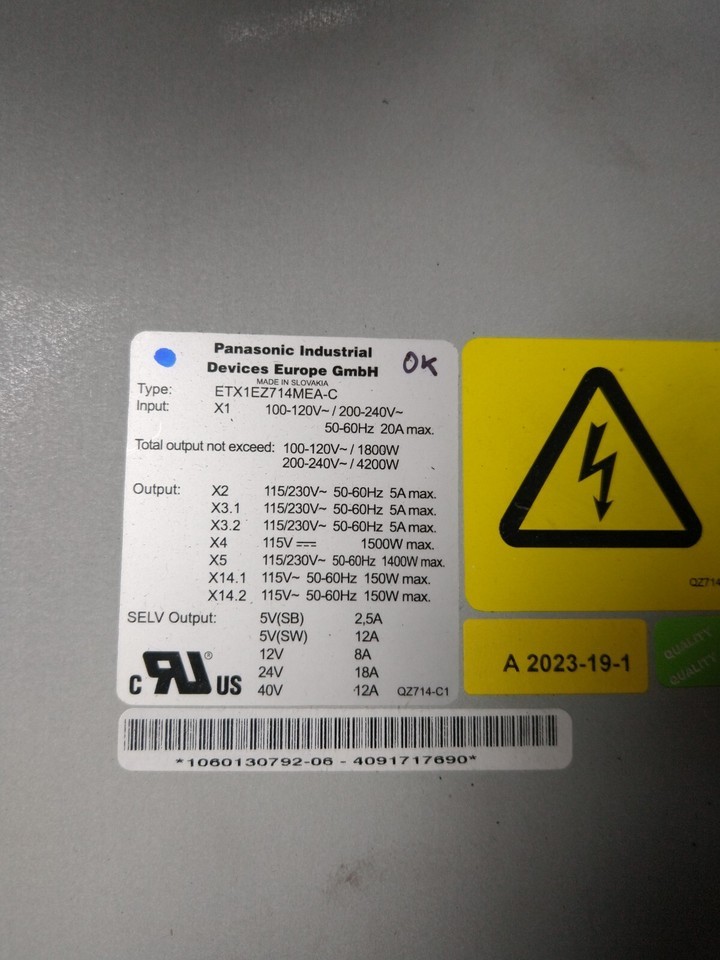 Panasonic Industrial
Devices Europe GmbH
OK
MADE IN SLOVAKIA
Type: ETX1EZ714MEA-C
Input: X1 100-120V~ / 200-240V~
50-60Hz 20A max.
Total output not exceed: 100-120V~ / 1800W
200-240V~ / 4200W
Output: X2 115/230V~ 50-60Hz 5A max.
X3.1 115/230V~ 50-60Hz 5A max.
X3.2 115/230V~ 50-60Hz 5A max.
X4 115V ⎓ 1500W max.
X5 115/230V~ 50-60Hz 1400W max.
X14.1 115V~ 50-60Hz 150W max.
X14.2 115V~ 50-60Hz 150W max.
SELV Output: 5V(SB) 2,5A
5V(SW) 12A
12V 8A
24V 18A
40V 12A
C RU® US
QZ714-C1
QZ714
A 2023-19-1
QUALITY
QUALITY
*1060130792-06 - 4091717690*